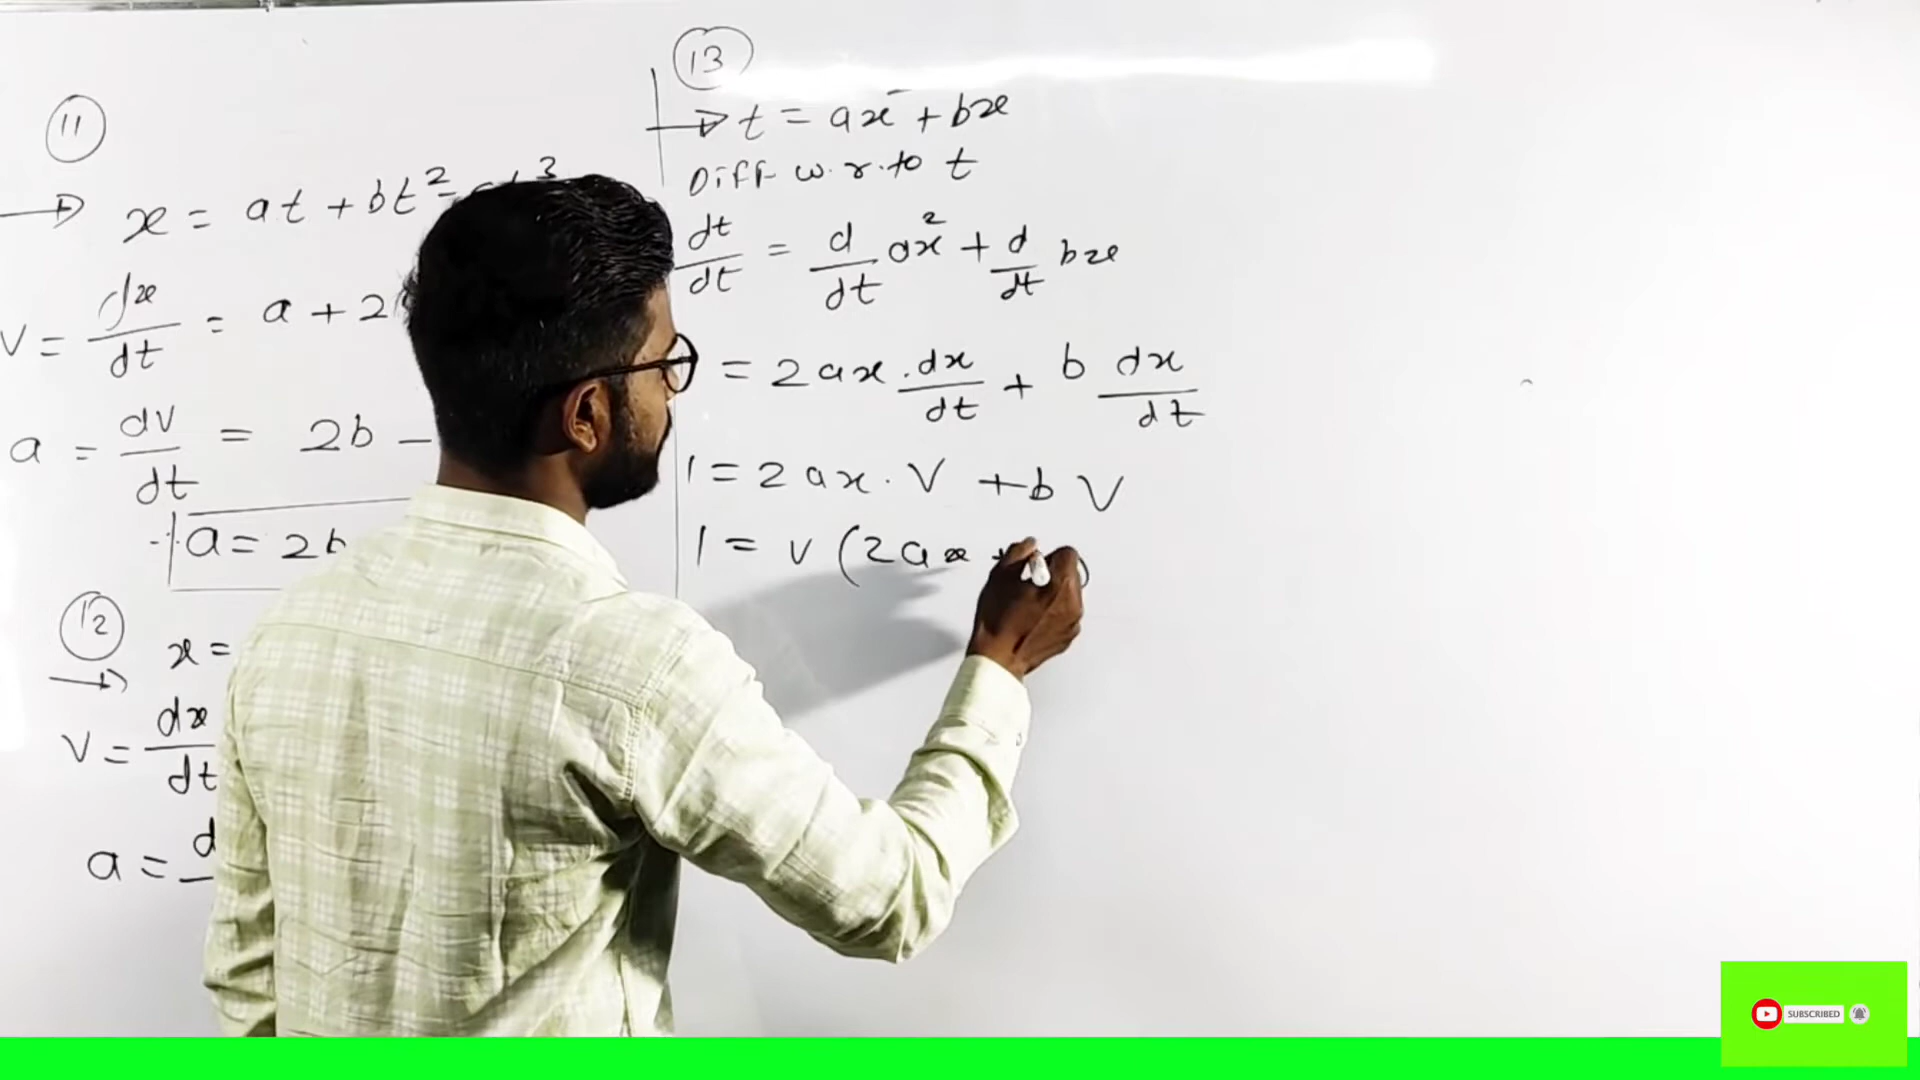 11
x = at + bt² -
v = dx/dt = a + 2
a = dv/dt = 2b -
∴ a = 2b
12
x =
v = dx/dt
a = d
13
t = ax + bx
Diff w.r.to t
dt/dt = d/dt ax² + d/dt bx
= 2ax . dx/dt + b dx/dt
1 = 2ax . V + b V
1 = v (2ax +
SUBSCRIBED